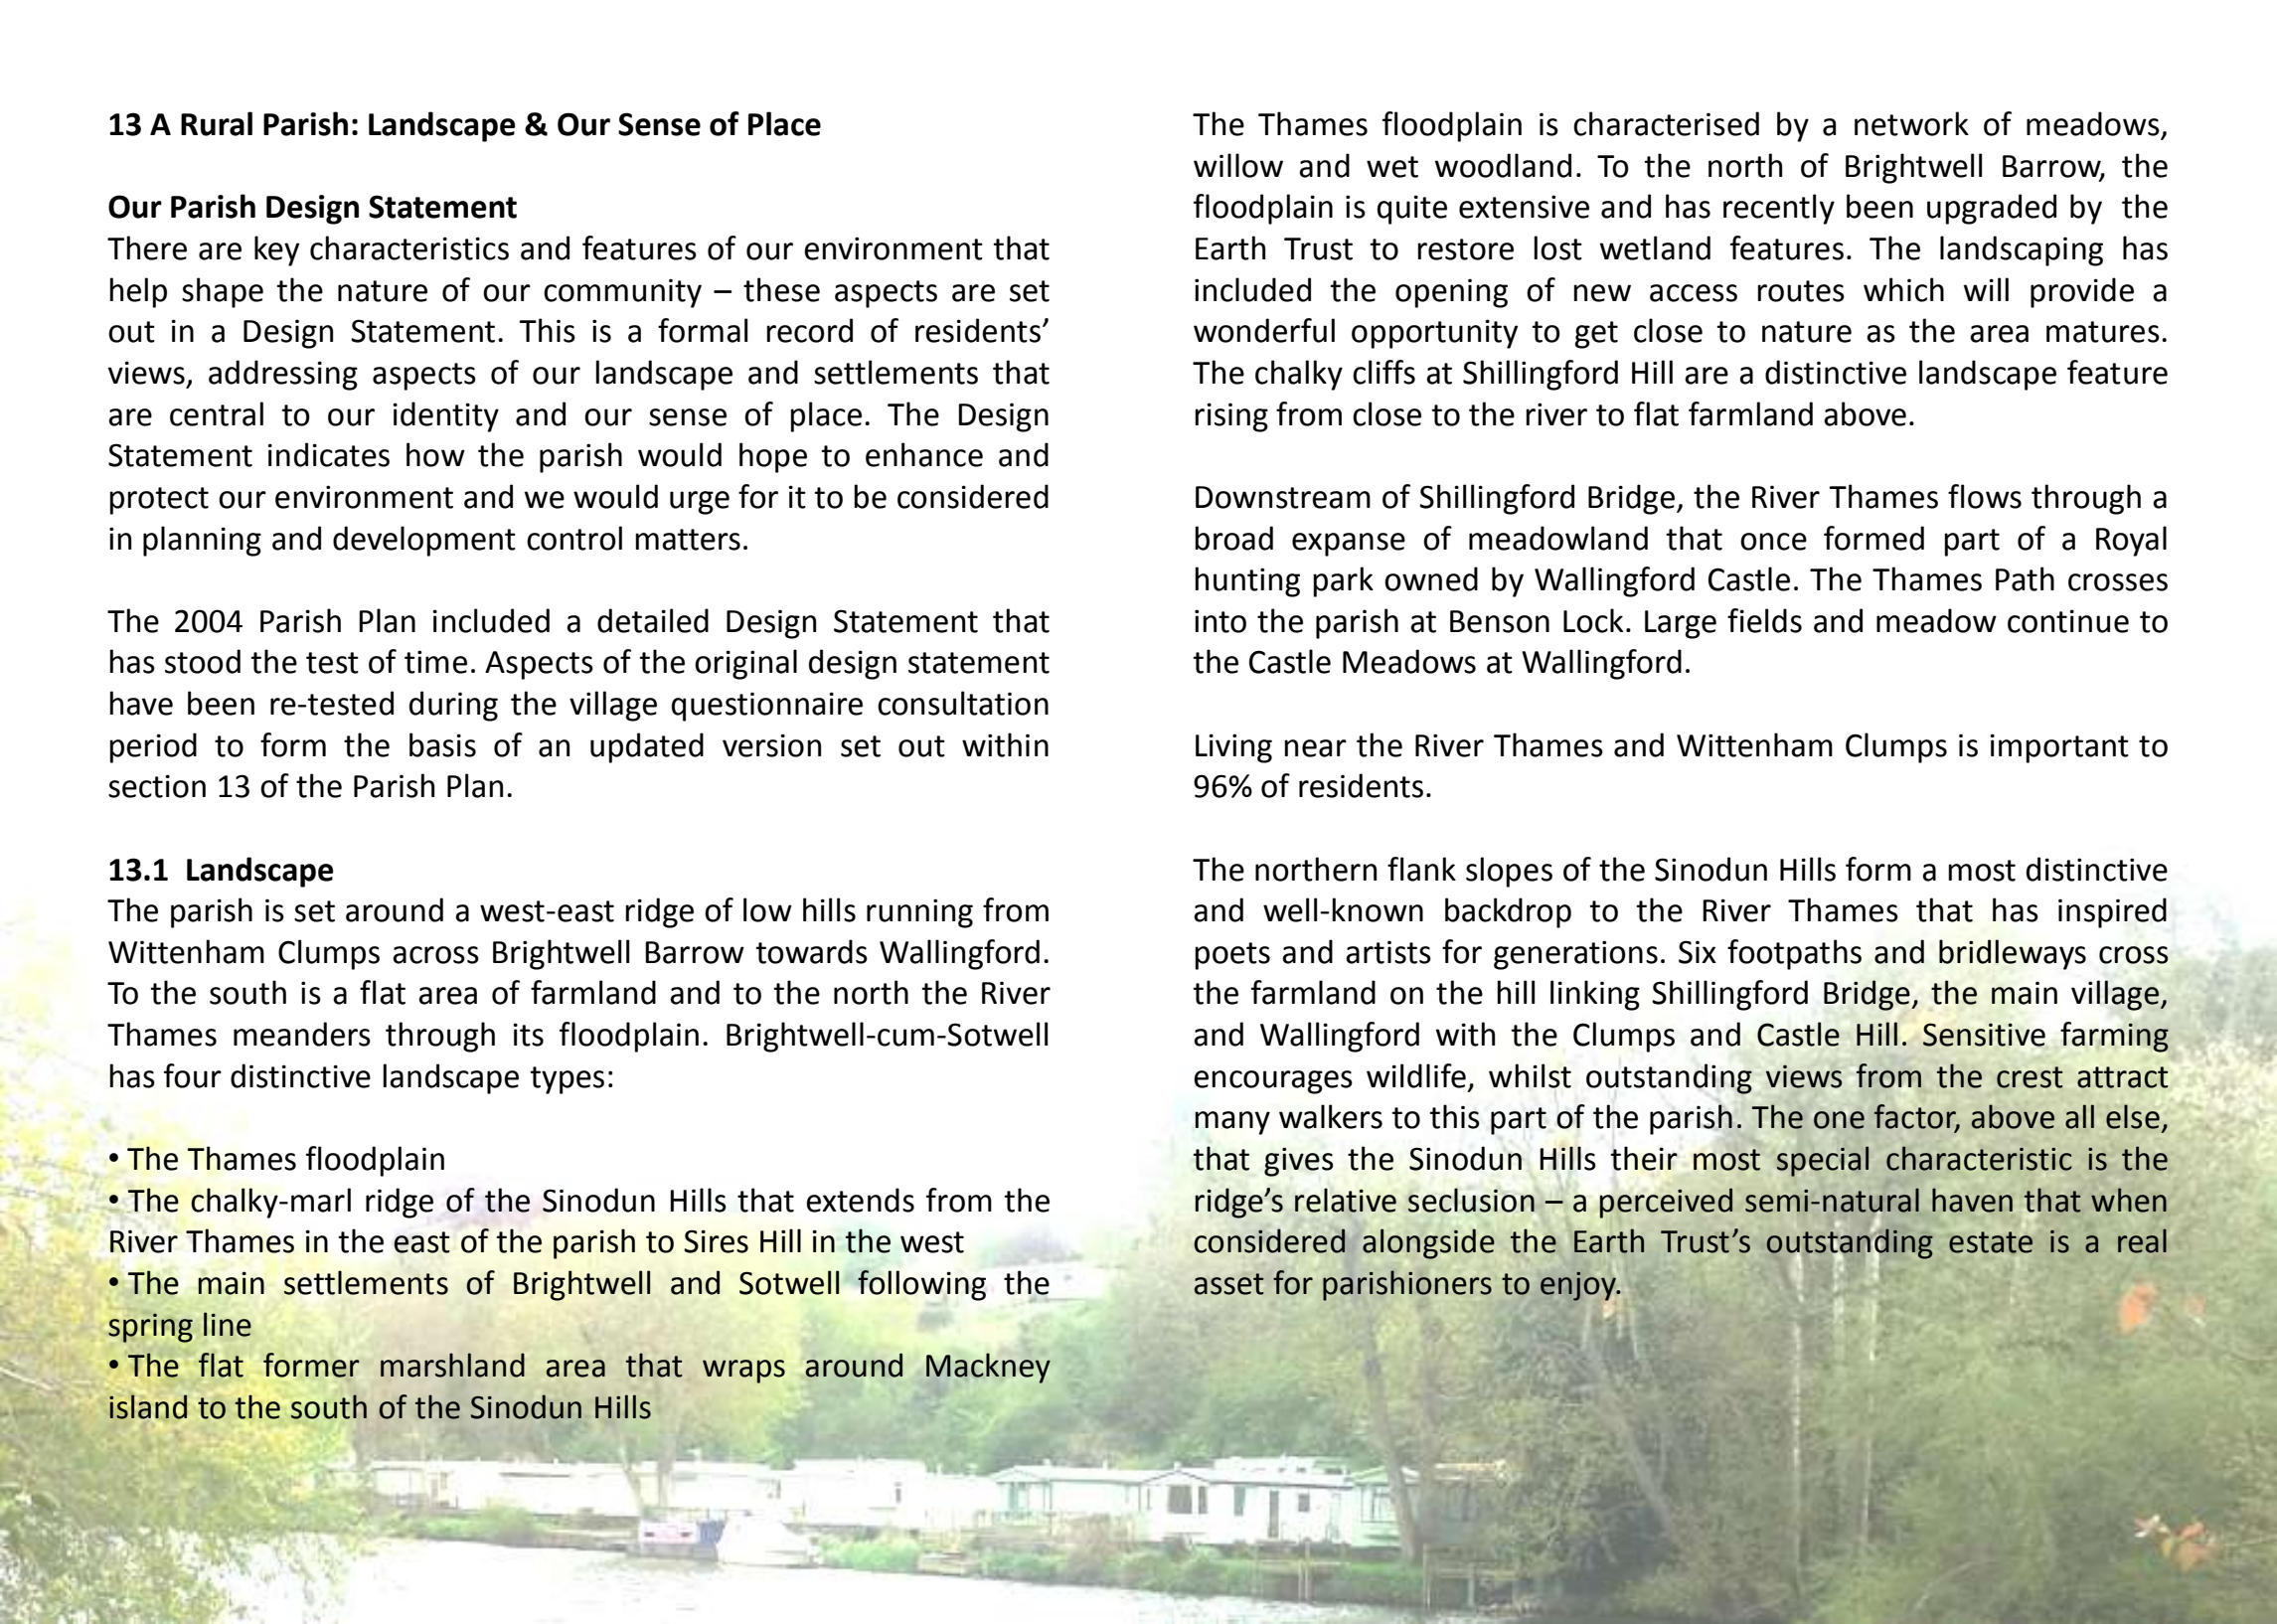 13 A Rural Parish: Landscape & Our Sense of Place
Our Parish Design Statement
There are key characteristics and features of our environment that
help shape the nature of our community – these aspects are set
out in a Design Statement. This is a formal record of residents’
views, addressing aspects of our landscape and settlements that
are central to our identity and our sense of place. The Design
Statement indicates how the parish would hope to enhance and
protect our environment and we would urge for it to be considered
in planning and development control matters.
The 2004 Parish Plan included a detailed Design Statement that
has stood the test of time. Aspects of the original design statement
have been re-tested during the village questionnaire consultation
period to form the basis of an updated version set out within
section 13 of the Parish Plan.
13.1 Landscape
The parish is set around a west-east ridge of low hills running from
Wittenham Clumps across Brightwell Barrow towards Wallingford.
To the south is a flat area of farmland and to the north the River
Thames meanders through its floodplain. Brightwell-cum-Sotwell
has four distinctive landscape types:
• The Thames floodplain
• The chalky-marl ridge of the Sinodun Hills that extends from the
River Thames in the east of the parish to Sires Hill in the west
• The main settlements of Brightwell and Sotwell following the
spring line
• The flat former marshland area that wraps around Mackney
island to the south of the Sinodun Hills
The Thames floodplain is characterised by a network of meadows,
willow and wet woodland. To the north of Brightwell Barrow, the
floodplain is quite extensive and has recently been upgraded by the
Earth Trust to restore lost wetland features. The landscaping has
included the opening of new access routes which will provide a
wonderful opportunity to get close to nature as the area matures.
The chalky cliffs at Shillingford Hill are a distinctive landscape feature
rising from close to the river to flat farmland above.
Downstream of Shillingford Bridge, the River Thames flows through a
broad expanse of meadowland that once formed part of a Royal
hunting park owned by Wallingford Castle. The Thames Path crosses
into the parish at Benson Lock. Large fields and meadow continue to
the Castle Meadows at Wallingford.
Living near the River Thames and Wittenham Clumps is important to
96% of residents.
The northern flank slopes of the Sinodun Hills form a most distinctive
and well-known backdrop to the River Thames that has inspired
poets and artists for generations. Six footpaths and bridleways cross
the farmland on the hill linking Shillingford Bridge, the main village,
and Wallingford with the Clumps and Castle Hill. Sensitive farming
encourages wildlife, whilst outstanding views from the crest attract
many walkers to this part of the parish. The one factor, above all else,
that gives the Sinodun Hills their most special characteristic is the
ridge’s relative seclusion – a perceived semi-natural haven that when
considered alongside the Earth Trust’s outstanding estate is a real
asset for parishioners to enjoy.